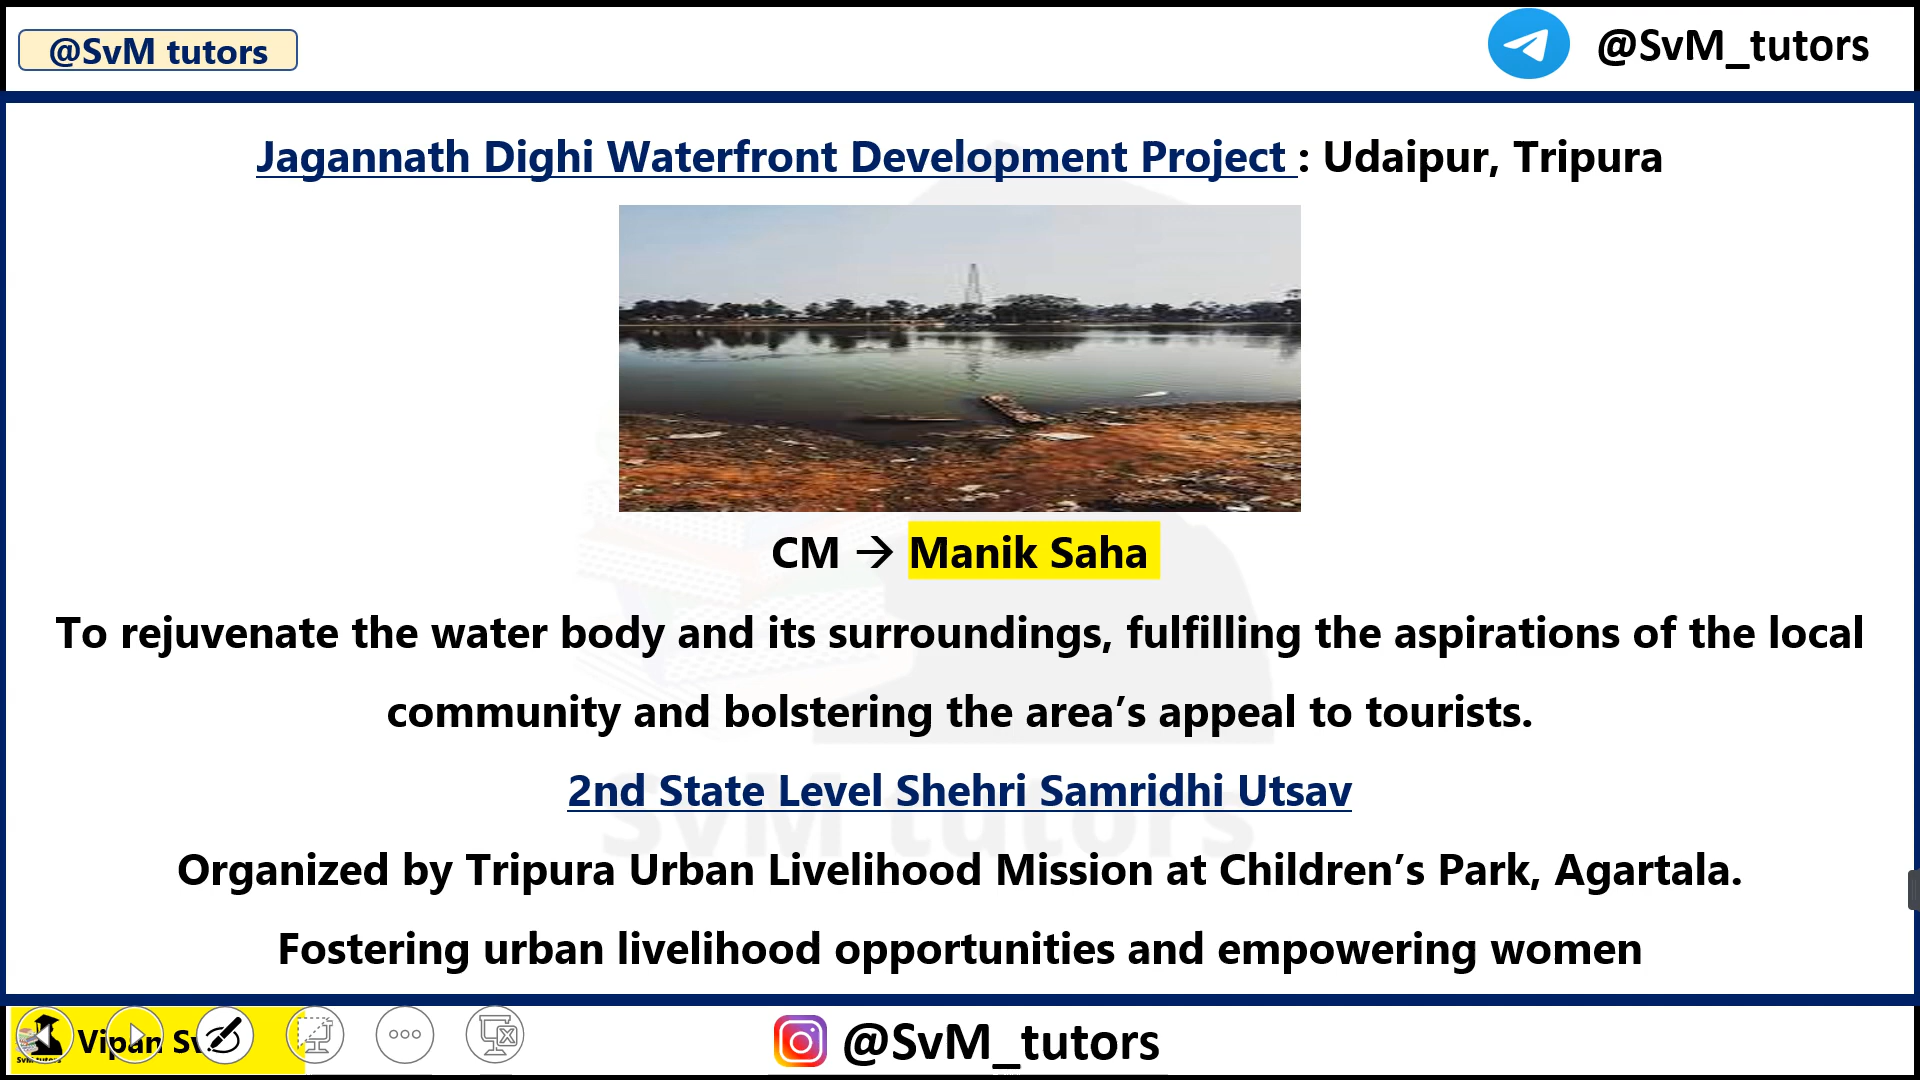 @SvM tutors
@SvM_tutors
Jagannath Dighi Waterfront Development Project : Udaipur, Tripura
CM → Manik Saha
To rejuvenate the water body and its surroundings, fulfilling the aspirations of the local
community and bolstering the area’s appeal to tourists.
2nd State Level Shehri Samridhi Utsav
SvM tutors
Organized by Tripura Urban Livelihood Mission at Children’s Park, Agartala.
Fostering urban livelihood opportunities and empowering women
Vipan
@SvM_tutors